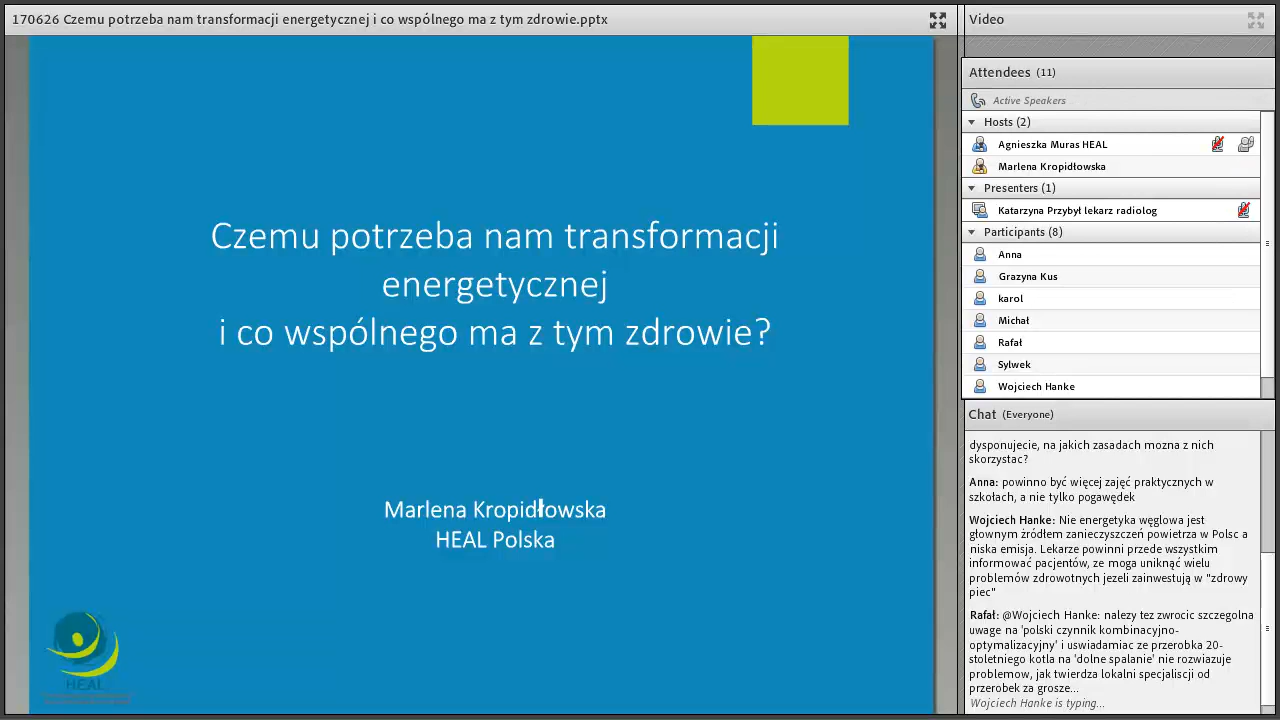 170626 Czemu potrzeba nam transformacji energetycznej i co wspólnego ma z tym zdrowie.pptx
Czemu potrzeba nam transformacji
energetycznej
i co wspólnego ma z tym zdrowie?
Marlena Kropidłowska
HEAL Polska
HEAL
Video
Attendees (11)
Active Speakers
Hosts (2)
Agnieszka Muras HEAL
Marlena Kropidłowska
Presenters (1)
Katarzyna Przybył lekarz radiolog
Participants (8)
Anna
Grazyna Kus
karol
Michał
Rafał
Sylwek
Wojciech Hanke
Chat (Everyone)
dysponujecie, na jakich zasadach mozna z nich
skorzystac?
Anna: powinno być więcej zajęć praktycznych w
szkołach, a nie tylko pogawędek
Wojciech Hanke: Nie energetyka węglowa jest
głownym źródłem zanieczyszczeń powietrza w Polsc a
niska emisja. Lekarze powinni przede wszystkim
informować pacjentów, ze moga uniknąć wielu
problemów zdrowotnych jezeli zainwestują w "zdrowy
piec"
Rafał: @Wojciech Hanke: nalezy tez zwrocic szczegolna
uwage na 'polski czynnik kombinacyjno-
optymalizacyjny' i uswiadamiac ze przerobka 20-
stoletniego kotla na 'dolne spalanie' nie rozwiazuje
problemow, jak twierdza lokalni specjaliscji od
przerobek za grosze...
Wojciech Hanke is typing...